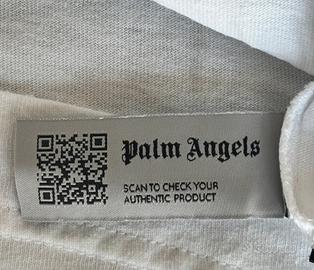 Palm Angels
SCAN TO CHECK YOUR
AUTHENTIC PRODUCT